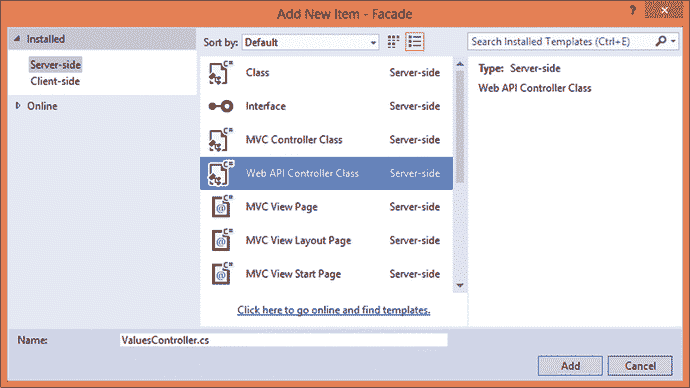 Add New Item - Facade
?
Installed
Server-side
Client-side
Online
Sort by: Default
C# Class Server-side
Interface Server-side
C# MVC Controller Class Server-side
C# Web API Controller Class Server-side
@ MVC View Page Server-side
@ MVC View Layout Page Server-side
@ MVC View Start Page Server-side
Click here to go online and find templates.
Search Installed Templates (Ctrl+E)
Type: Server-side
Web API Controller Class
Name: ValuesController.cs
Add Cancel